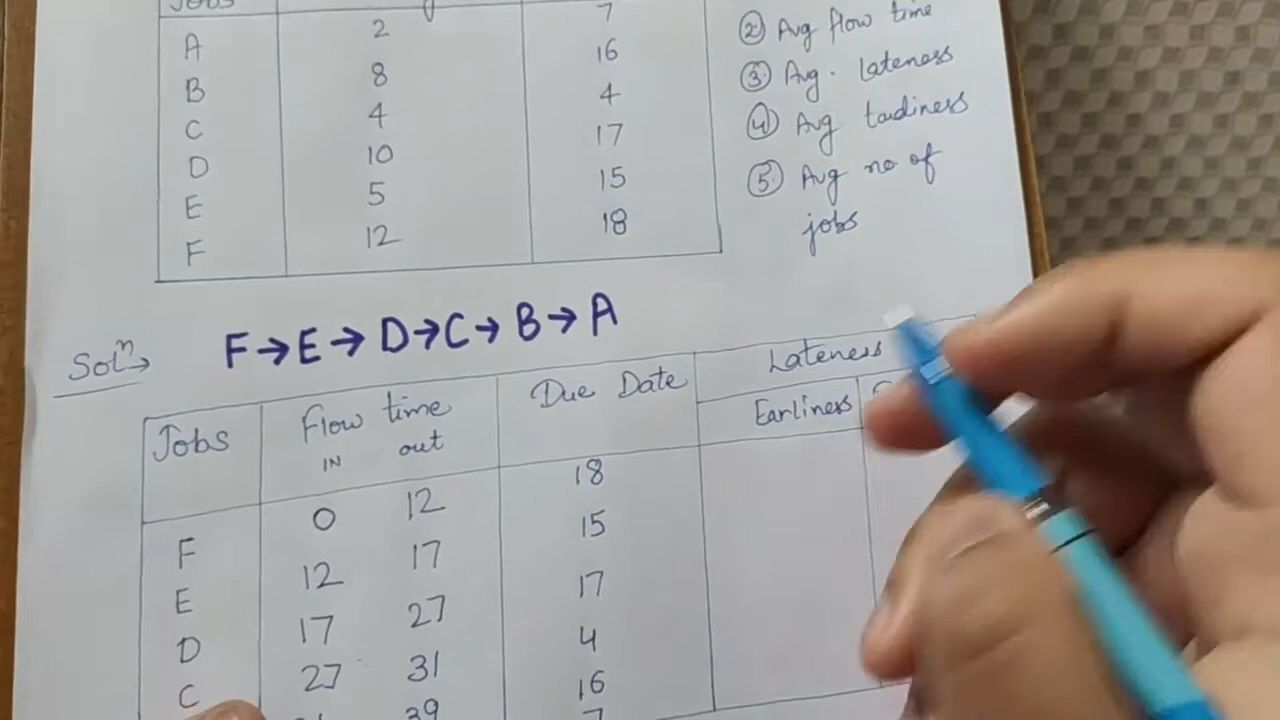 Jobs
A 2 7
B 8 16
C 4 4
D 10 17
E 5 15
F 12 18
② Avg flow time
③ Avg. lateness
④ Avg tardiness
⑤ Avg no of
jobs
Solⁿ→ F→E→D→C→B→A
Jobs Flow time Due Date Lateness
IN out Earliness
F 0 12 18
E 12 17 15
D 17 27 17
C 27 31 4
39 16
7